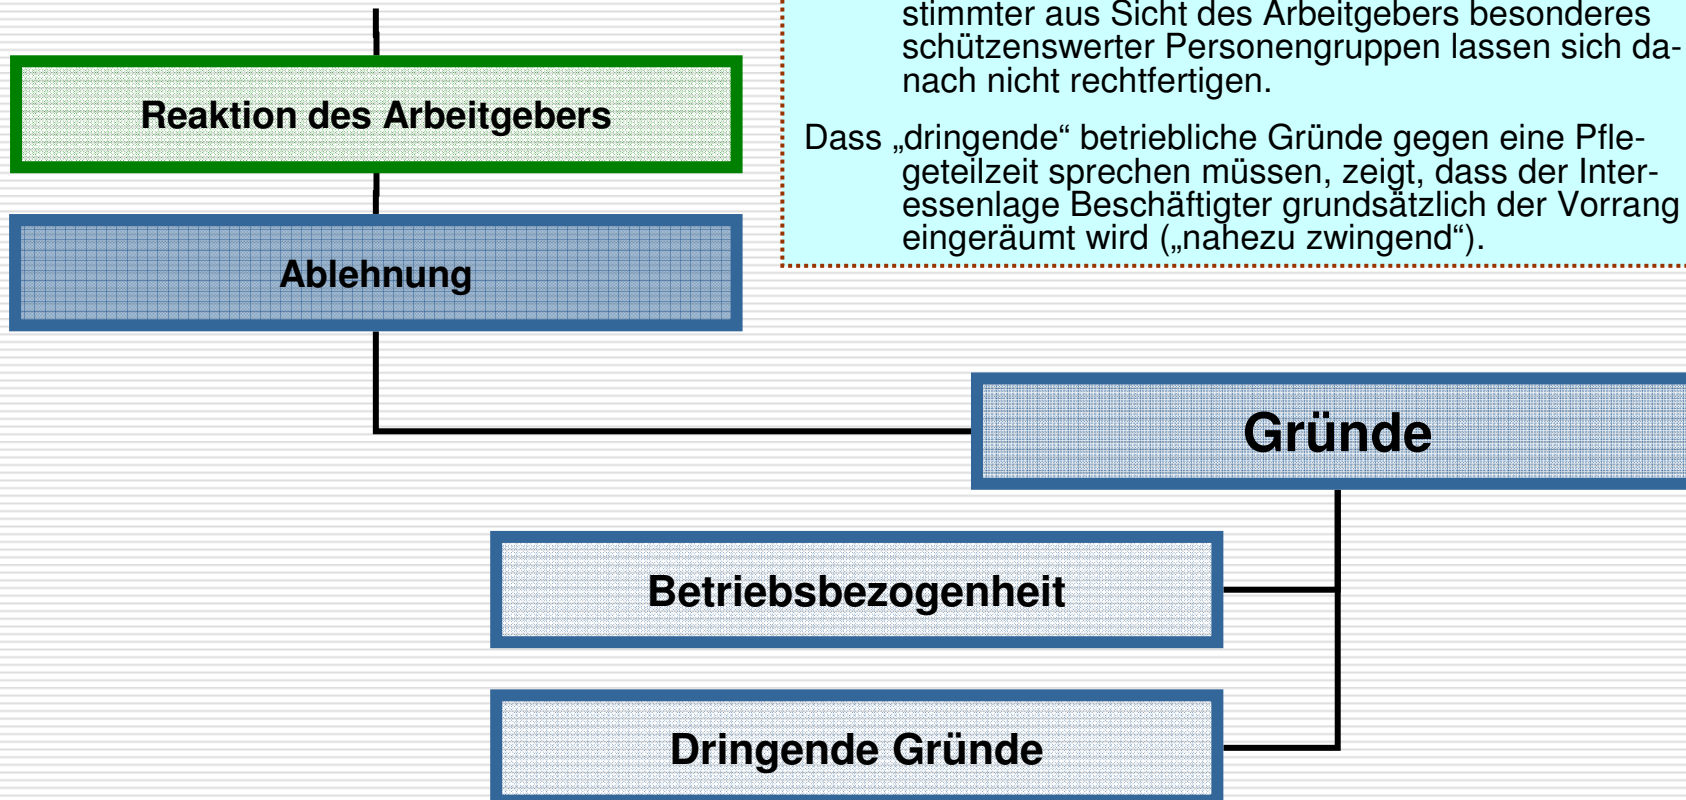 stimmter aus Sicht des Arbeitgebers besonderes
schützenswerter Personengruppen lassen sich da-
nach nicht rechtfertigen.
Dass „dringende“ betriebliche Gründe gegen eine Pfle-
geteilzeit sprechen müssen, zeigt, dass der Inter-
essenlage Beschäftigter grundsätzlich der Vorrang
eingeräumt wird („nahezu zwingend“).
Reaktion des Arbeitgebers
Ablehnung
Gründe
Betriebsbezogenheit
Dringende Gründe